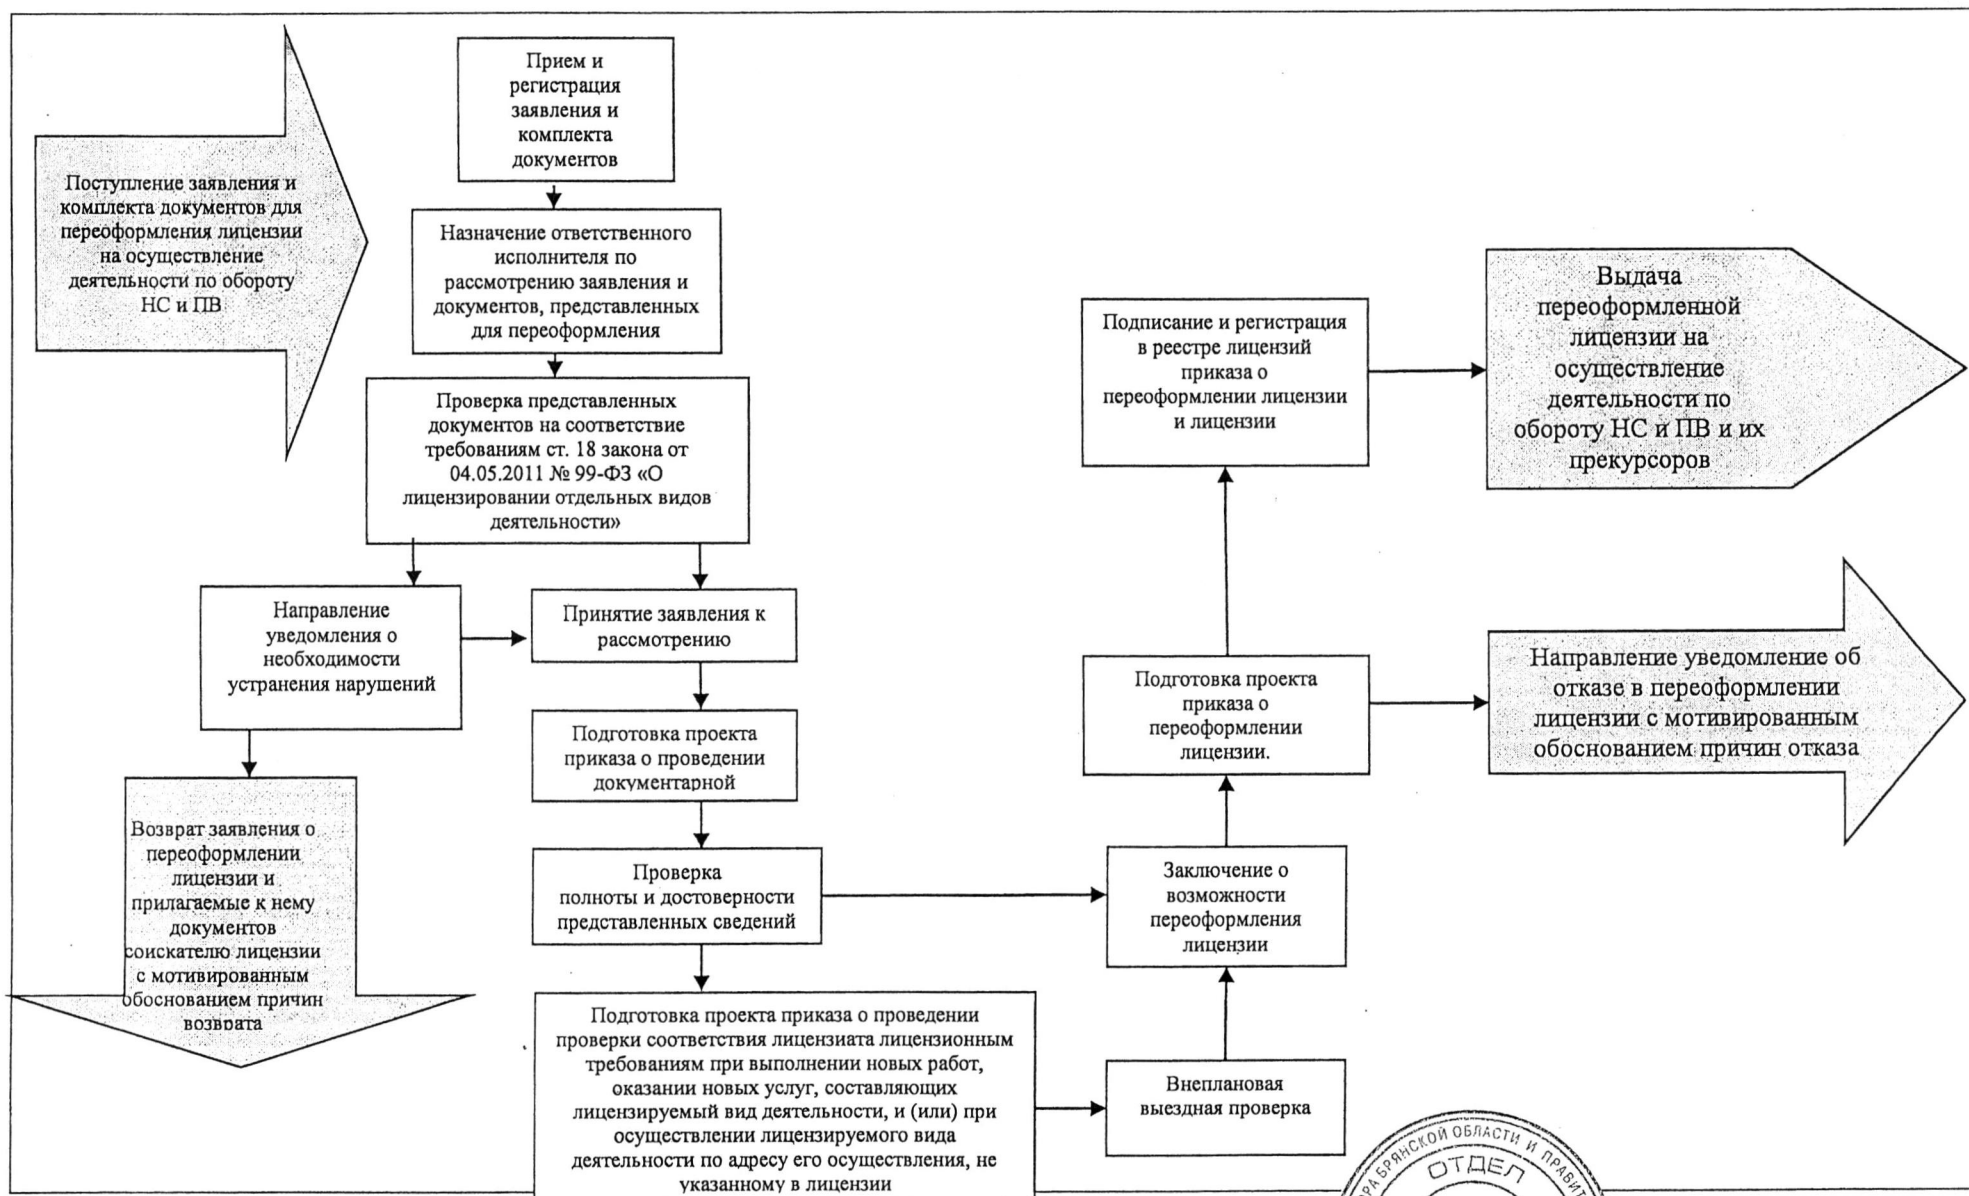 Поступление заявления и
комплекта документов для
переоформления лицензии
на осуществление
деятельности по обороту
НС и ПВ
Прием и
регистрация
заявления и
комплекта
документов
Назначение ответственного
исполнителя по
рассмотрению заявления и
документов, представленных
для переоформления
Проверка представленных
документов на соответствие
требованиям ст. 18 закона от
04.05.2011 № 99-ФЗ «О
лицензировании отдельных видов
деятельности»
Направление
уведомления о
необходимости
устранения нарушений
Принятие заявления к
рассмотрению
Возврат заявления о
переоформлении
лицензии и
прилагаемые к нему
документов
соискателю лицензии
с мотивированным
обоснованием причин
возврата
Подготовка проекта
приказа о проведении
документарной
Проверка
полноты и достоверности
представленных сведений
Подготовка проекта приказа о проведении
проверки соответствия лицензиата лицензионным
требованиям при выполнении новых работ,
оказании новых услуг, составляющих
лицензируемый вид деятельности, и (или) при
осуществлении лицензируемого вида
деятельности по адресу его осуществления, не
указанному в лицензии
Внеплановая
выездная проверка
Заключение о
возможности
переоформления
лицензии
Подготовка проекта
приказа о
переоформлении
лицензии.
Подписание и регистрация
в реестре лицензий
приказа о
переоформлении лицензии
и лицензии
Выдача
переоформленной
лицензии на
осуществление
деятельности по
обороту НС и ПВ и их
прекурсоров
Направление уведомление об
отказе в переоформлении
лицензии с мотивированным
обоснованием причин отказа
БРЯНСКОЙ ОБЛАСТИ И
ОТДЕЛ